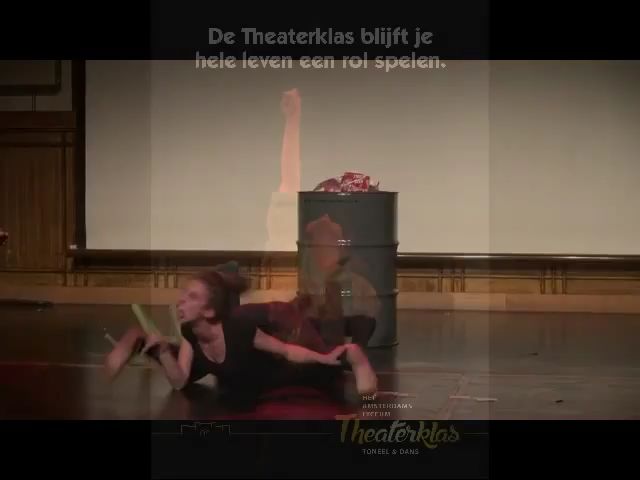 De Theaterklas blijft je
hele leven een rol spelen.
HET
AMSTERDAMS
LYCEUM
Theaterklas
TONEEL & DANS